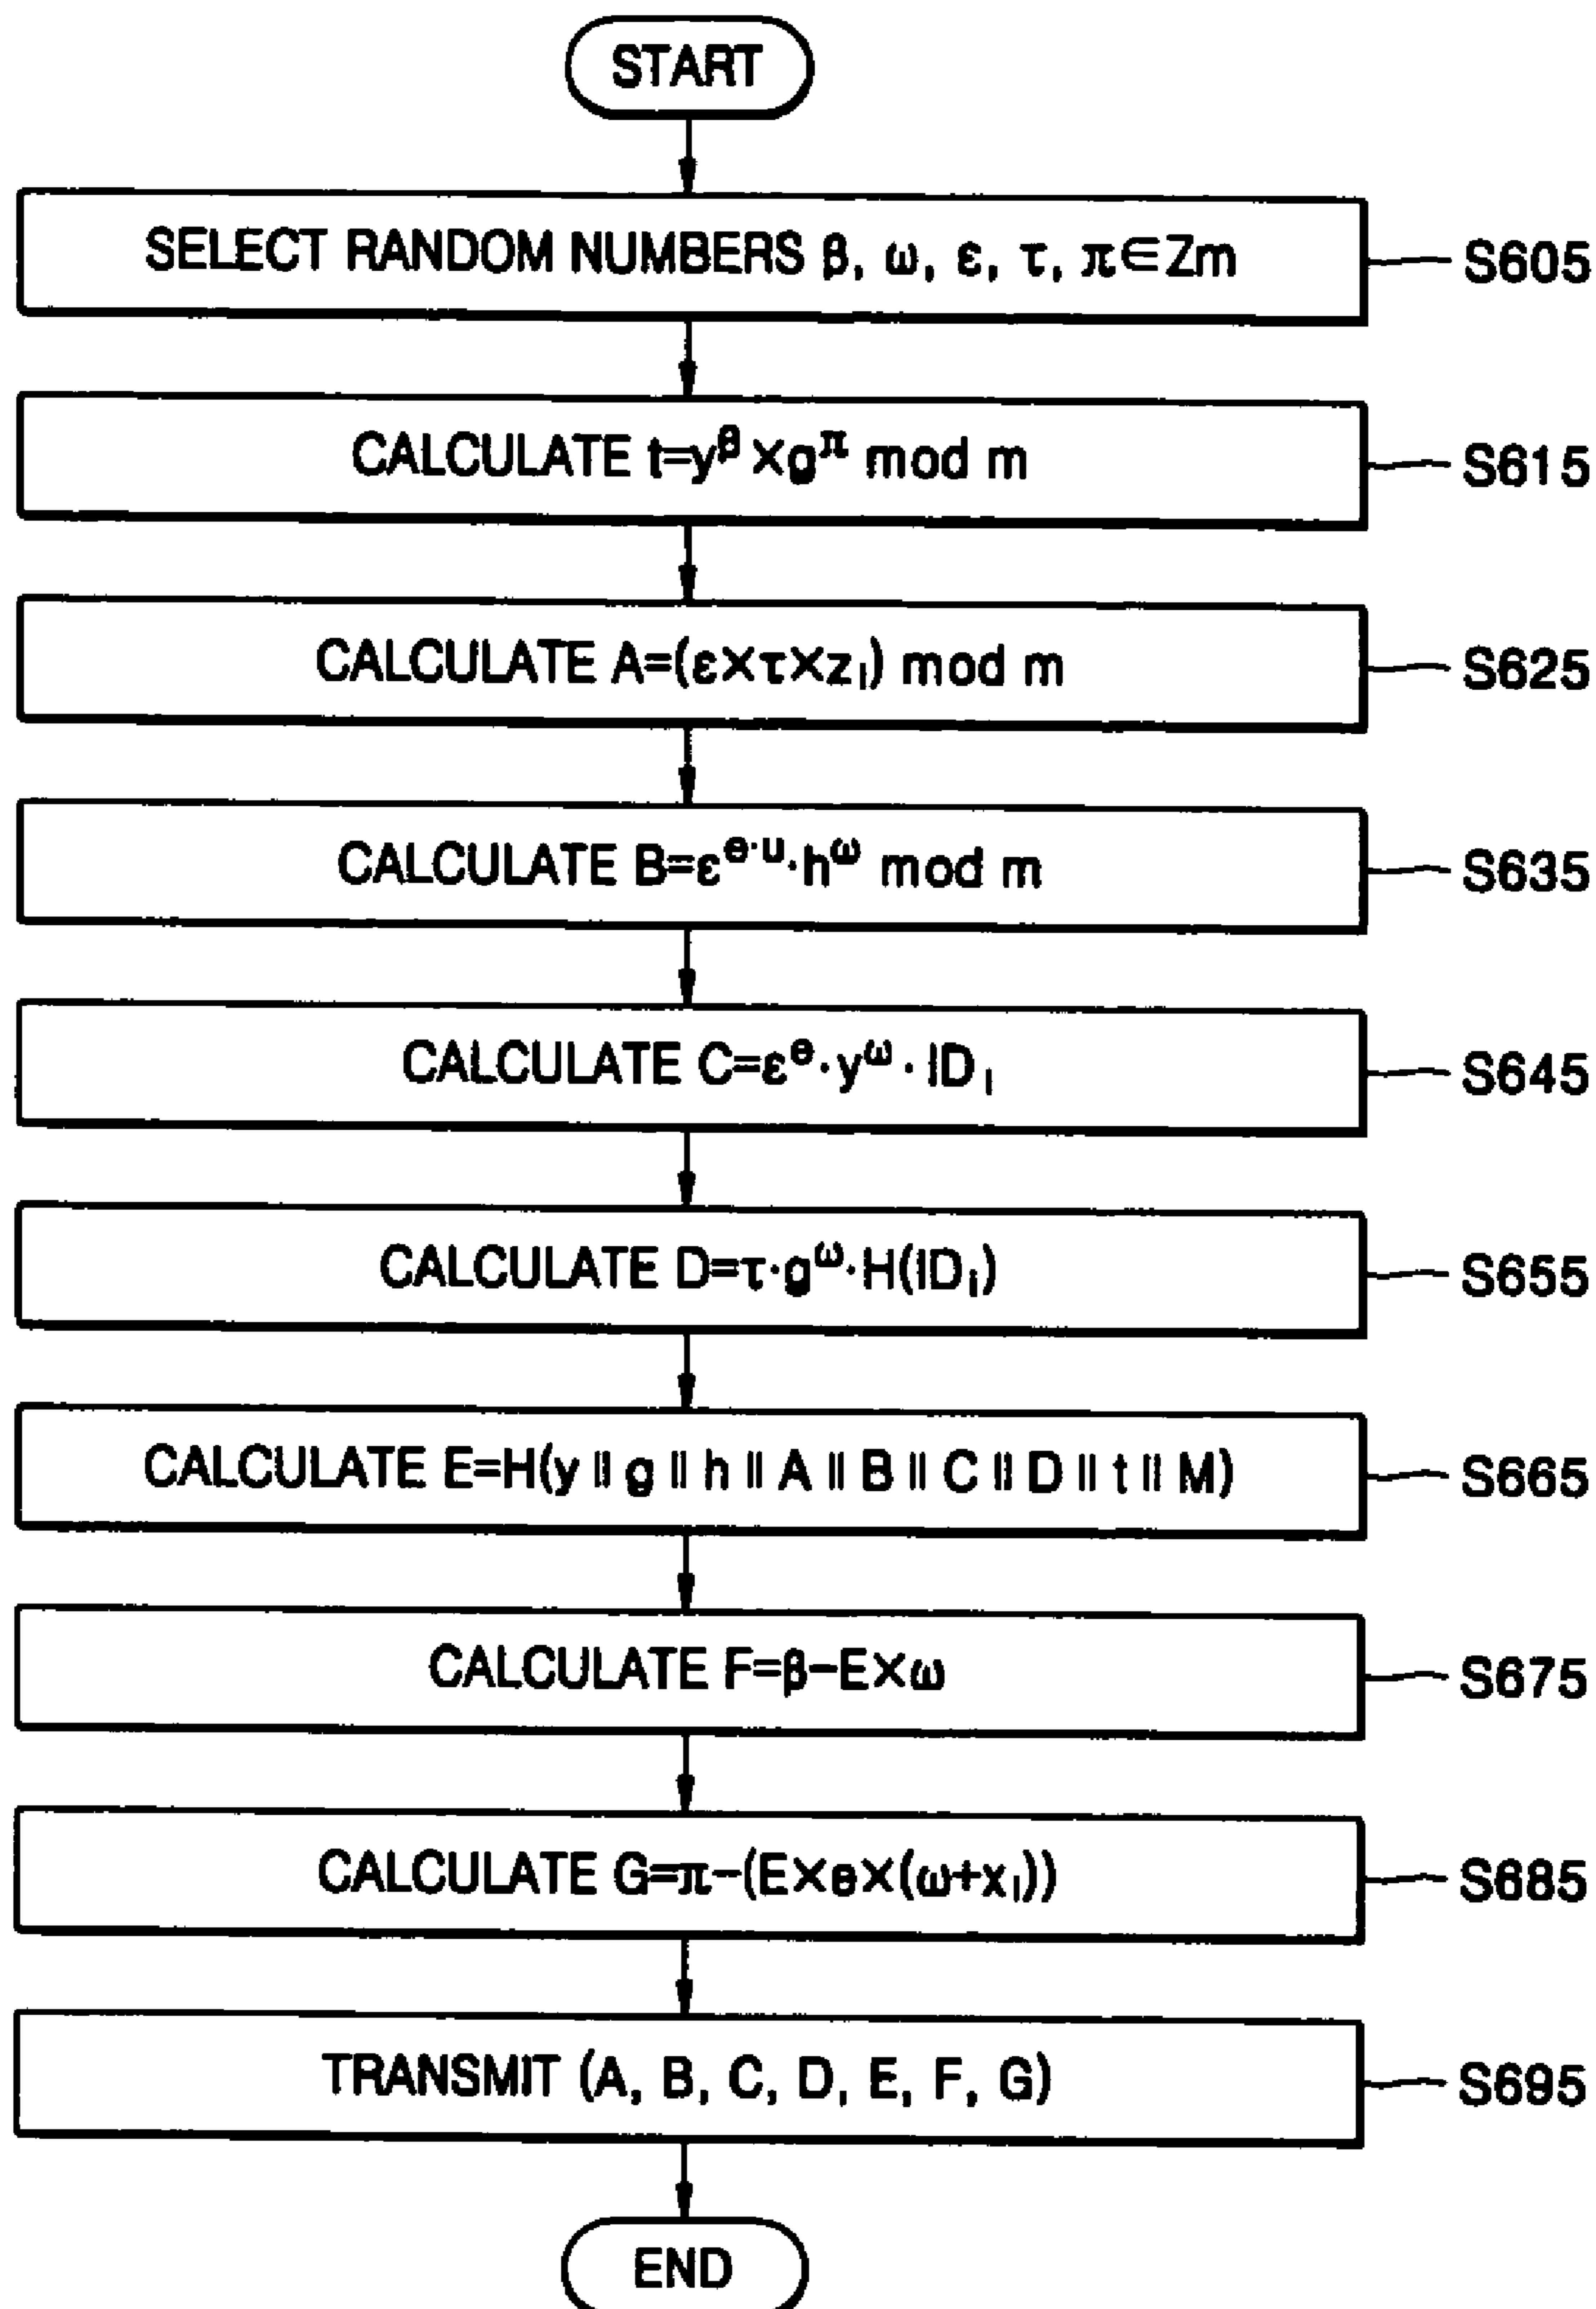 START
SELECT RANDOM NUMBERS β, ω, ε, τ, π∈Zm
S605
CALCULATE t=y^β×g^π mod m
S615
CALCULATE A=(ε×τ×z_i) mod m
S625
CALCULATE B=ε^e·u·h^ω mod m
S635
CALCULATE C=ε^e·y^ω·ID_i
S645
CALCULATE D=τ·g^ω·H(ID_i)
S655
CALCULATE E=H(y || g || h || A || B || C || D || t || M)
S665
CALCULATE F=β-E×ω
S675
CALCULATE G=π-(E×e×(ω+x_i))
S685
TRANSMIT (A, B, C, D, E, F, G)
S695
END